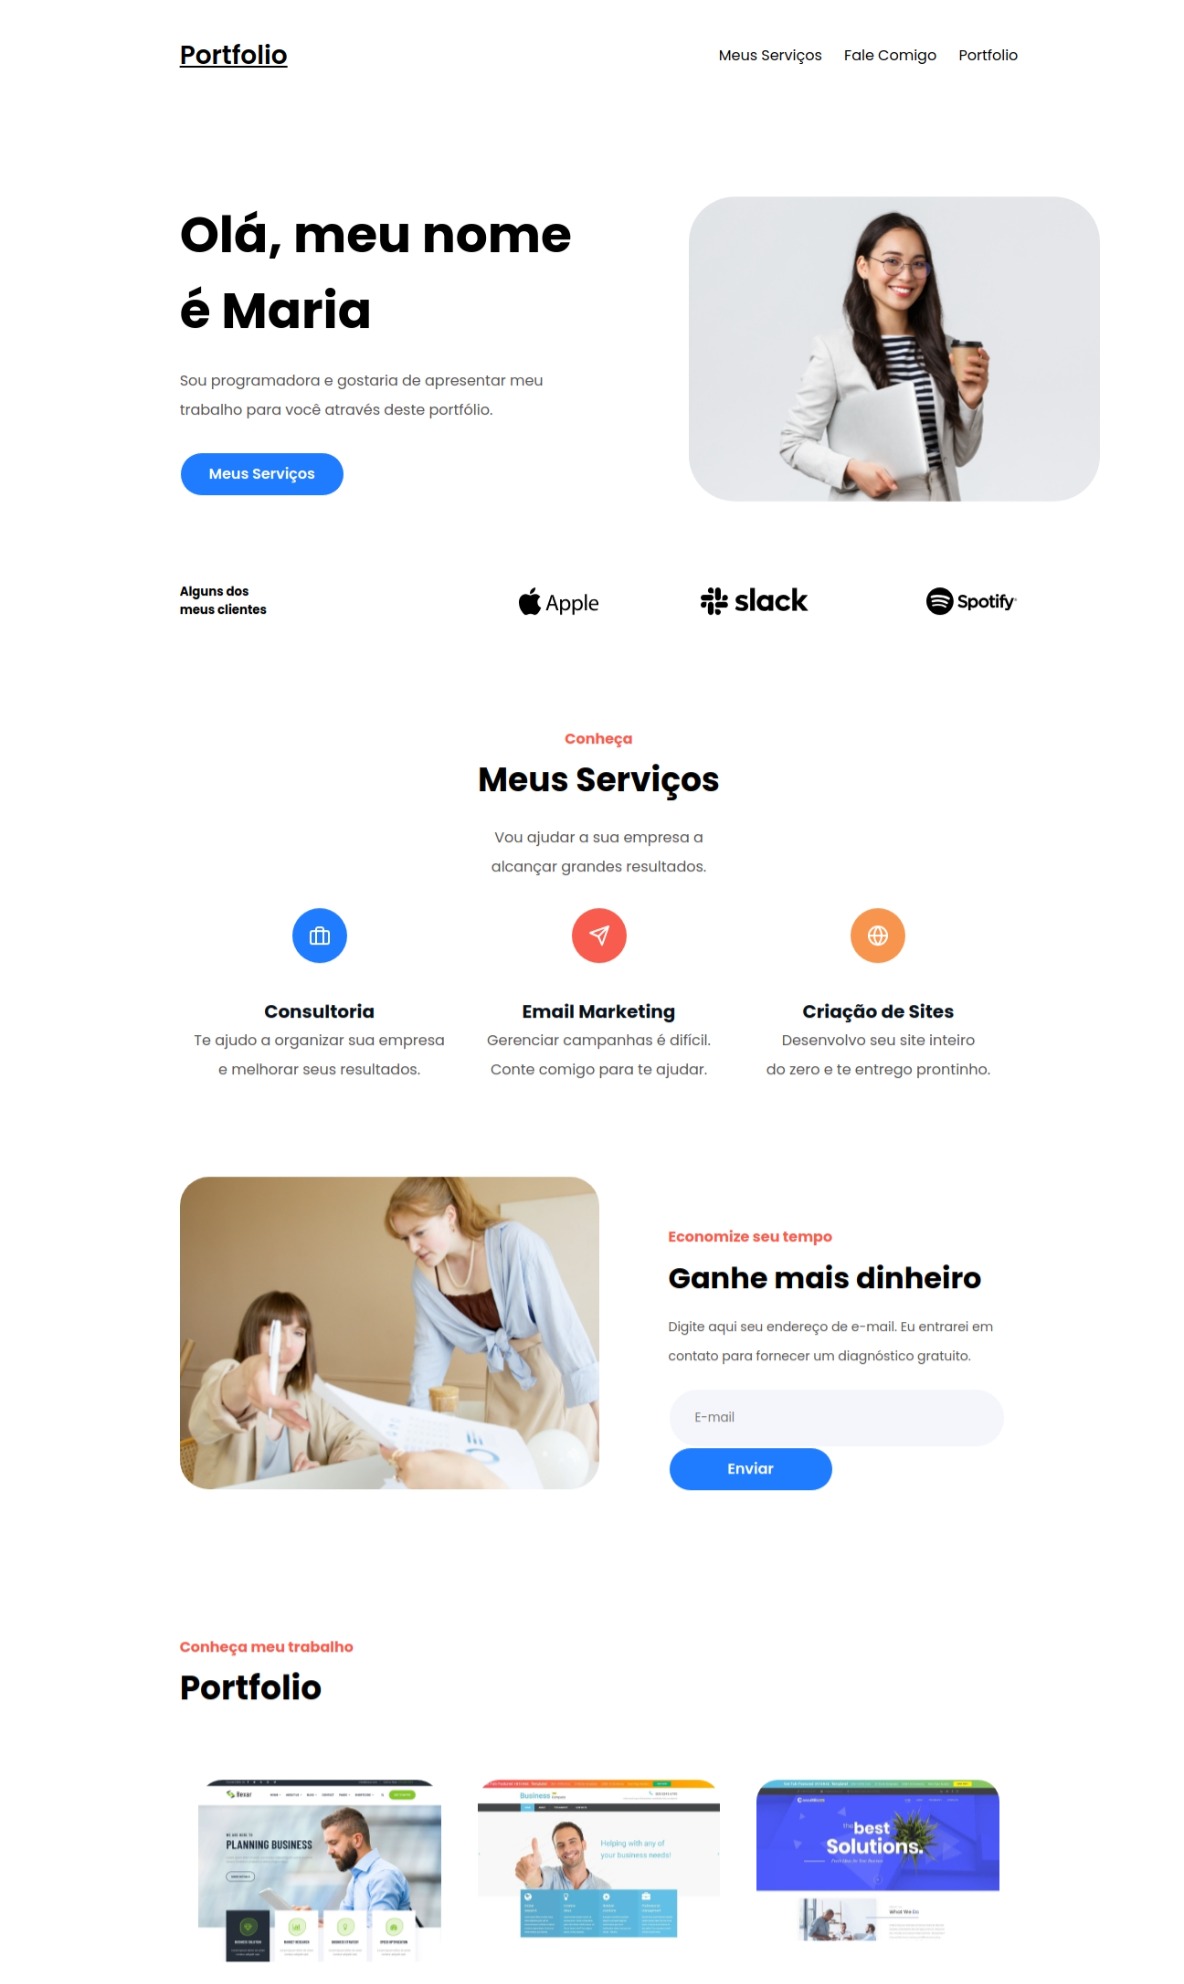 Portfolio
Meus Serviços Fale Comigo Portfolio
Olá, meu nome
é Maria
Sou programadora e gostaria de apresentar meu
trabalho para você através deste portfólio.
Meus Serviços
Alguns dos
meus clientes
Apple
slack
Spotify
Conheça
Meus Serviços
Vou ajudar a sua empresa a
alcançar grandes resultados.
Consultoria
Te ajudo a organizar sua empresa
e melhorar seus resultados.
Email Marketing
Gerenciar campanhas é difícil.
Conte comigo para te ajudar.
Criação de Sites
Desenvolvo seu site inteiro
do zero e te entrego prontinho.
Economize seu tempo
Ganhe mais dinheiro
Digite aqui seu endereço de e-mail. Eu entrarei em
contato para fornecer um diagnóstico gratuito.
E-mail
Enviar
Conheça meu trabalho
Portfolio
PLANNING BUSINESS
Business
Helping with any of
your business needs!
the best
Solutions.
What We Do